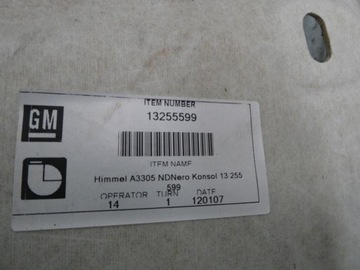 ITEM NUMBER
GM
13255599
ITEM NAME
Himmel A3305 NDNero Konsol 13 255
599
OPERATOR TURN DATE
14 1 120107